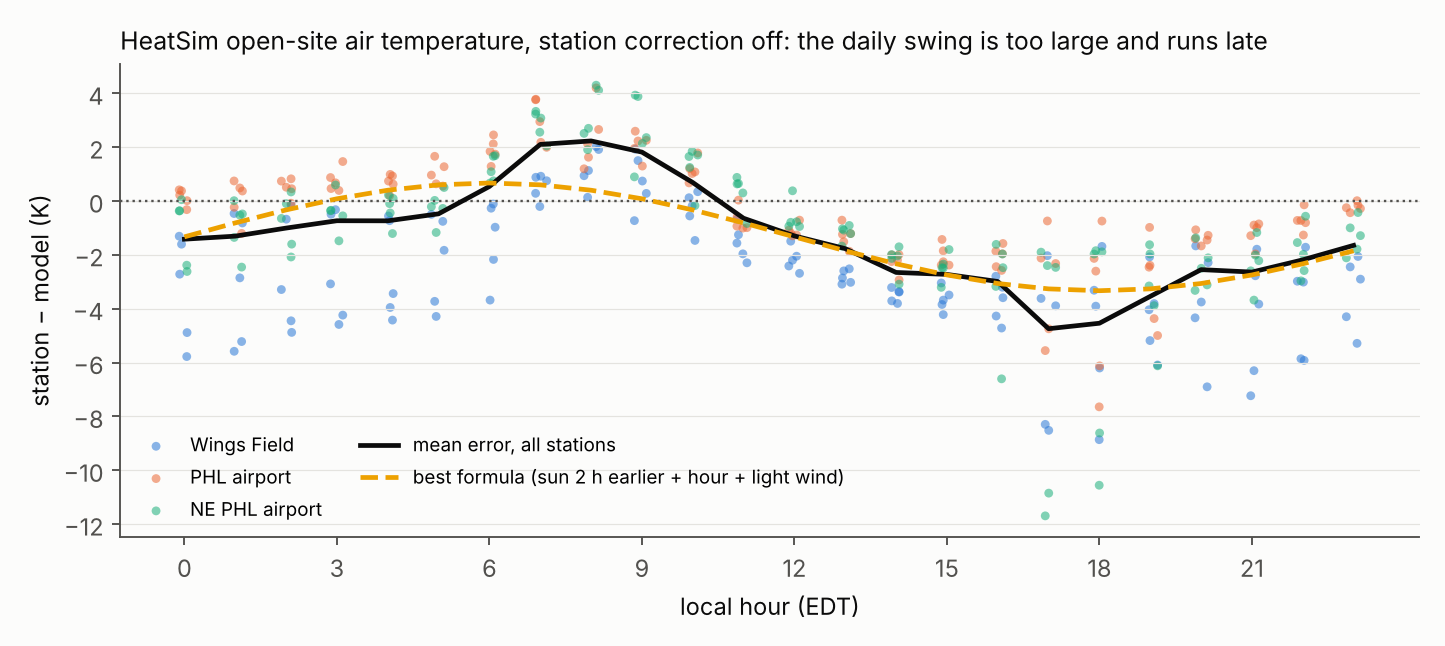 HeatSim open-site air temperature, station correction off: the daily swing is too large and runs late
station − model (K)
4
2
0
−2
−4
−6
−8
−10
−12
Wings Field
PHL airport
NE PHL airport
mean error, all stations
best formula (sun 2 h earlier + hour + light wind)
0 3 6 9 12 15 18 21
local hour (EDT)